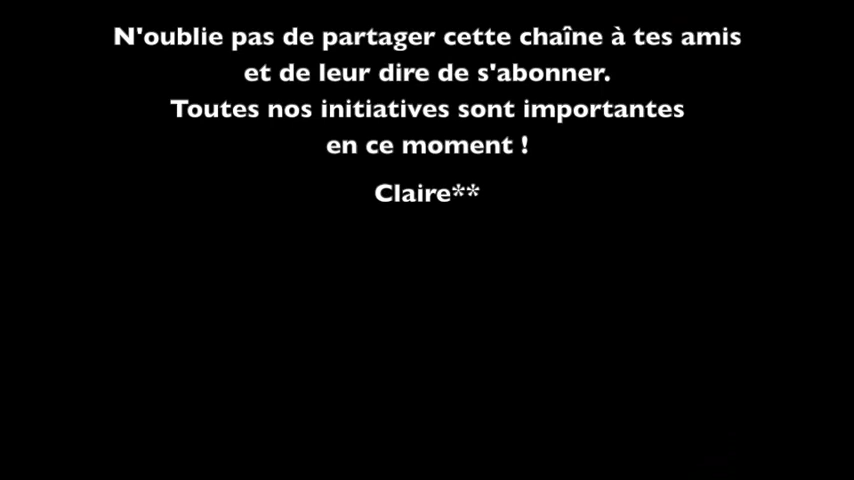 N'oublie pas de partager cette chaîne à tes amis
et de leur dire de s'abonner.
Toutes nos initiatives sont importantes
en ce moment !
Claire**